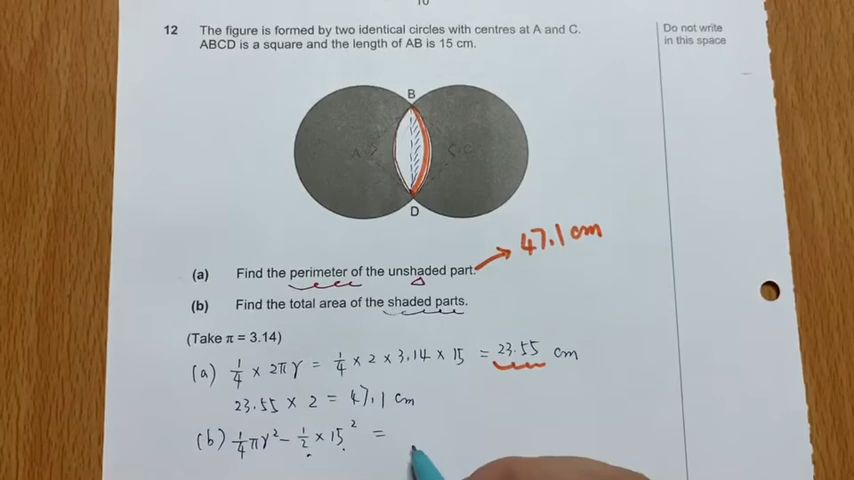 10
12 The figure is formed by two identical circles with centres at A and C.
ABCD is a square and the length of AB is 15 cm.
Do not write
in this space
B
A
C
D
47.1 cm
(a) Find the perimeter of the unshaded part.
(b) Find the total area of the shaded parts.
(Take π = 3.14)
(a) 1/4 × 2πr = 1/4 × 2 × 3.14 × 15 = 23.55 cm
23.55 × 2 = 47.1 cm
(b) 1/4 πr² − 1/2 × 15² =